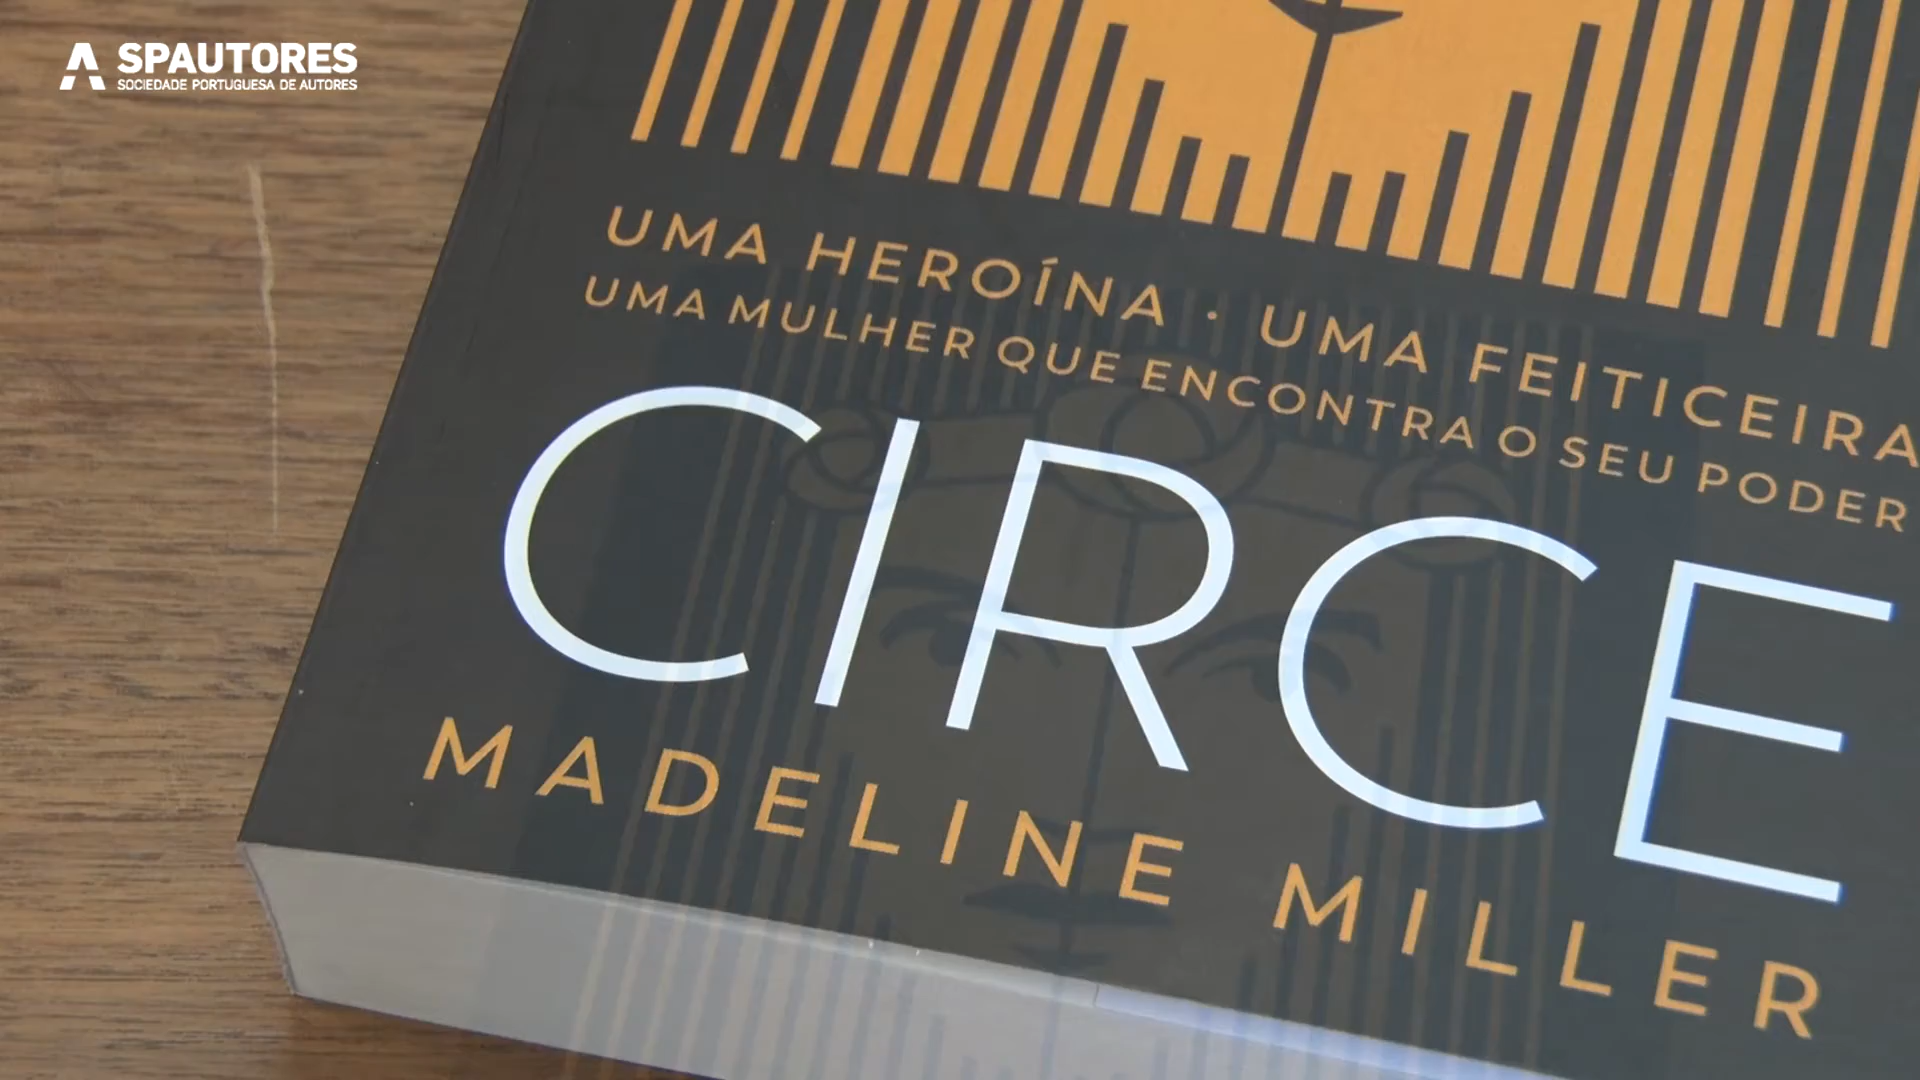 SPAUTORES
SOCIEDADE PORTUGUESA DE AUTORES
UMA HEROÍNA · UMA FEITICEIRA
UMA MULHER QUE ENCONTRA O SEU PODER
CIRCE
MADELINE MILLER